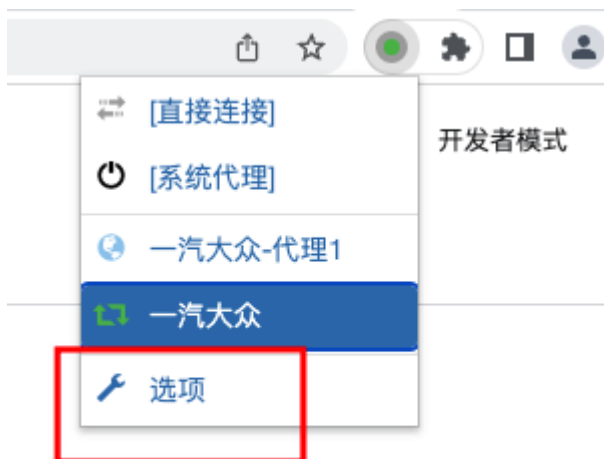 [直接连接]
开发者模式
[系统代理]
一汽大众-代理1
一汽大众
选项